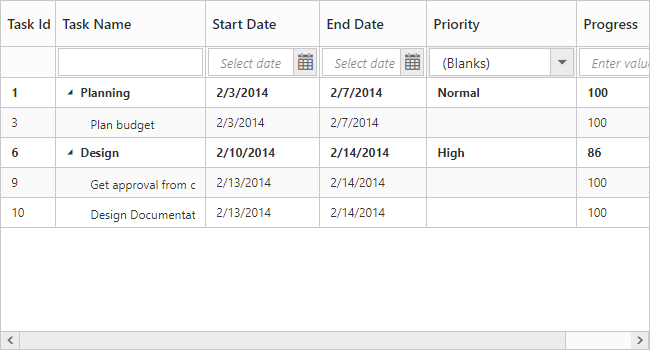 Task Id Task Name Start Date End Date Priority Progress
Select date Select date (Blanks) Enter valu
1 Planning 2/3/2014 2/7/2014 Normal 100
3 Plan budget 2/3/2014 2/7/2014 100
6 Design 2/10/2014 2/14/2014 High 86
9 Get approval from c 2/13/2014 2/14/2014 100
10 Design Documentat 2/13/2014 2/14/2014 100